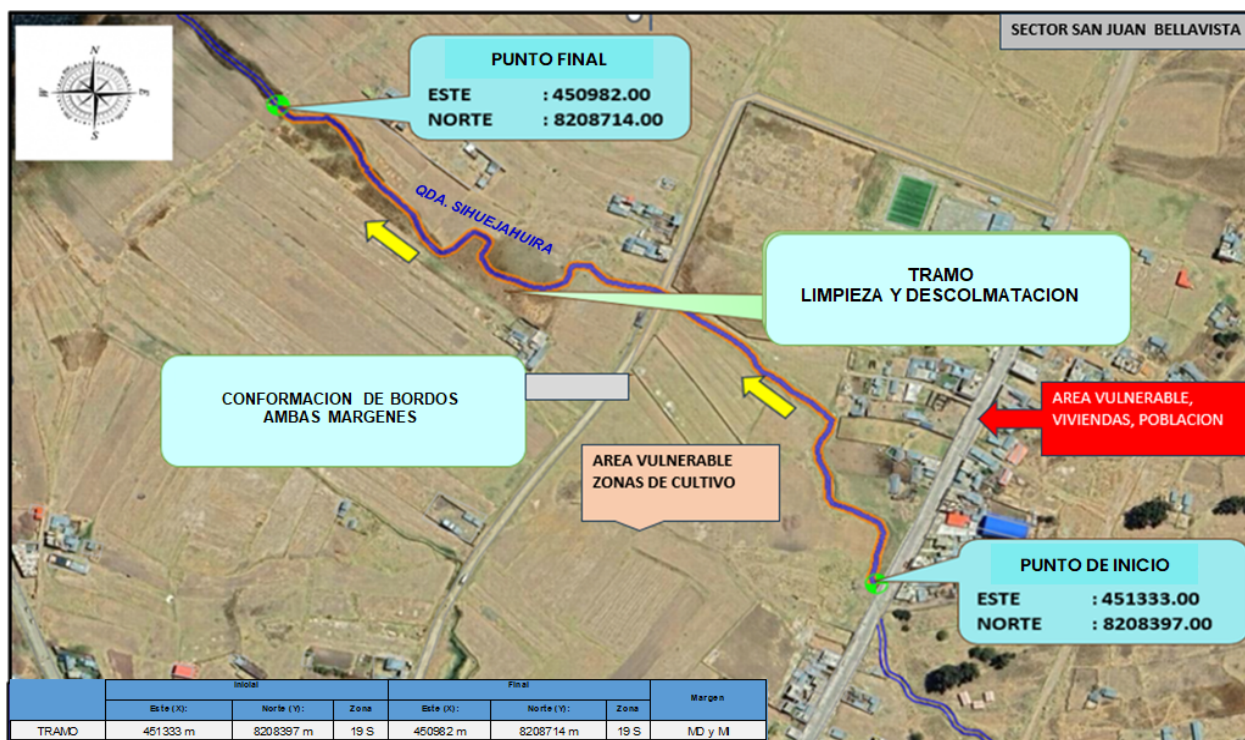 SECTOR SAN JUAN BELLAVISTA
N
S
PUNTO FINAL
ESTE : 450982.00
NORTE : 8208714.00
QDA. SIHUEJAHUIRA
TRAMO
LIMPIEZA Y DESCOLMATACION
CONFORMACION DE BORDOS
AMBAS MARGENES
AREA VULNERABLE,
VIVIENDAS, POBLACION
AREA VULNERABLE
ZONAS DE CULTIVO
PUNTO DE INICIO
ESTE : 451333.00
NORTE : 8208397.00
Inicial Final Margen
Este (X): Norte (Y): Zona Este (X): Norte (Y): Zona
TRAMO 451333 m 8208397 m 19 S 450982 m 8208714 m 19 S MD y MI